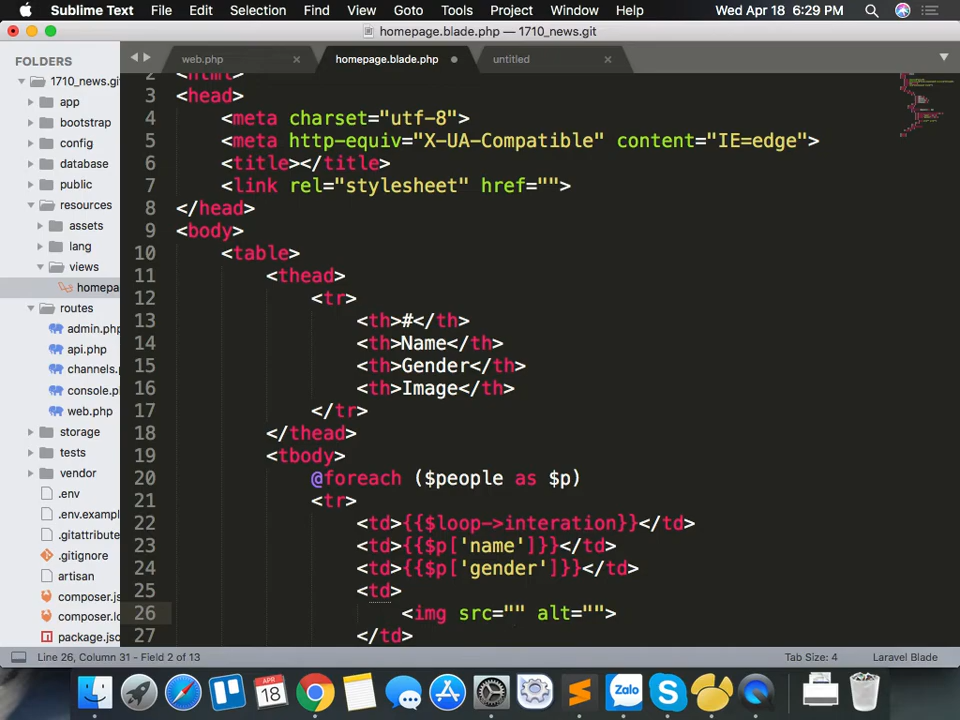 Sublime Text File Edit Selection Find View Goto Tools Project Window Help Wed Apr 18 6:29 PM
homepage.blade.php — 1710_news.git
FOLDERS
1710_news.git
app
bootstrap
config
database
public
resources
assets
lang
views
homepa
routes
admin.php
api.php
channels.
console.p
web.php
storage
tests
vendor
.env
.env.example
.gitattribute
.gitignore
artisan
composer.js
composer.lo
package.jso
web.php homepage.blade.php untitled
2 <html>
3 <head>
4 <meta charset="utf-8">
5 <meta http-equiv="X-UA-Compatible" content="IE=edge">
6 <title></title>
7 <link rel="stylesheet" href="">
8 </head>
9 <body>
10 <table>
11 <thead>
12 <tr>
13 <th>#</th>
14 <th>Name</th>
15 <th>Gender</th>
16 <th>Image</th>
17 </tr>
18 </thead>
19 <tbody>
20 @foreach ($people as $p)
21 <tr>
22 <td>{{$loop->interation}}</td>
23 <td>{{$p['name']}}</td>
24 <td>{{$p['gender']}}</td>
25 <td>
26 <img src="" alt="">
27 </td>
Line 26, Column 31 - Field 2 of 13 Tab Size: 4 Laravel Blade
APR
18
Zalo